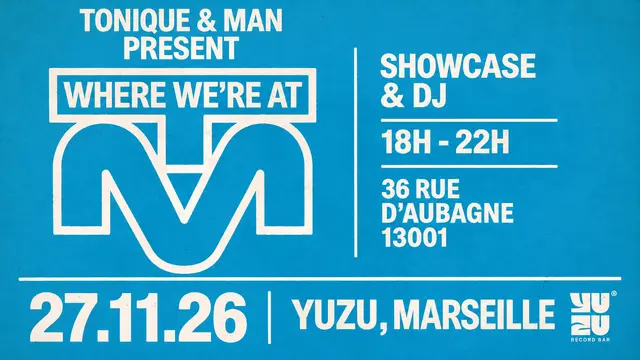 TONIQUE & MAN
PRESENT
WHERE WE'RE AT
SHOWCASE
& DJ
18H - 22H
36 RUE
D'AUBAGNE
13001
27.11.26
YUZU, MARSEILLE
YUZU®
RECORD BAR